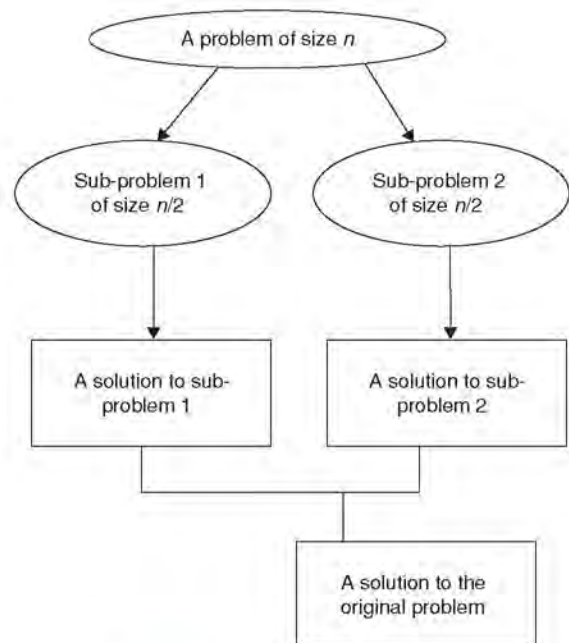 A problem of size n
Sub-problem 1
of size n/2
Sub-problem 2
of size n/2
A solution to sub-
problem 1
A solution to sub-
problem 2
A solution to the
original problem